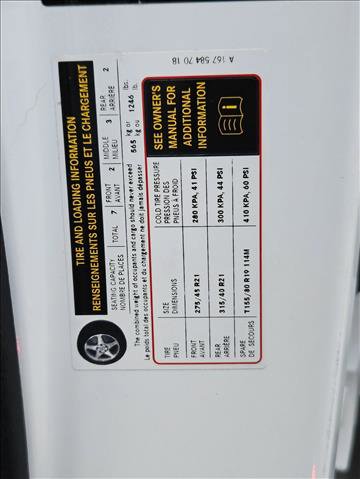 TIRE AND LOADING INFORMATION
RENSEIGNEMENTS SUR LES PNEUS ET LE CHARGEMENT
SEATING CAPACITY TOTAL 7 FRONT 2 MIDDLE 3 REAR 2
NOMBRE DE PLACES AVANT MILIEU ARRIÈRE
The combined weight of occupants and cargo should never exceed 565 kg or 1246 lbs.
Le poids total des occupants et du chargement ne doit jamais dépasser kg ou lb.
TIRE SIZE COLD TIRE PRESSURE
PNEU DIMENSIONS PRESSION DES
PNEUS À FROID
FRONT 275/45 R21 280 KPA, 41 PSI
AVANT
REAR 315/40 R21 300 KPA, 44 PSI
ARRIÈRE
SPARE T155/80 R19 114M 410 KPA, 60 PSI
DE SECOURS
SEE OWNER'S
MANUAL FOR
ADDITIONAL
INFORMATION
i
A 167 584 70 18